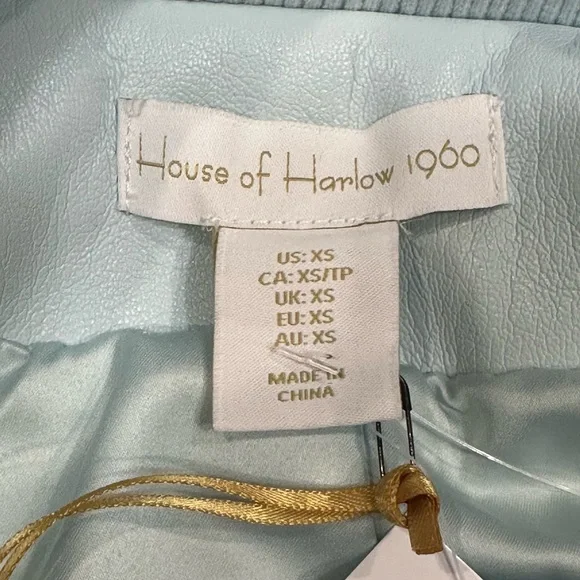 House of Harlow 1960
US: XS
CA: XS/TP
UK: XS
EU: XS
AU: XS
MADE IN
CHINA